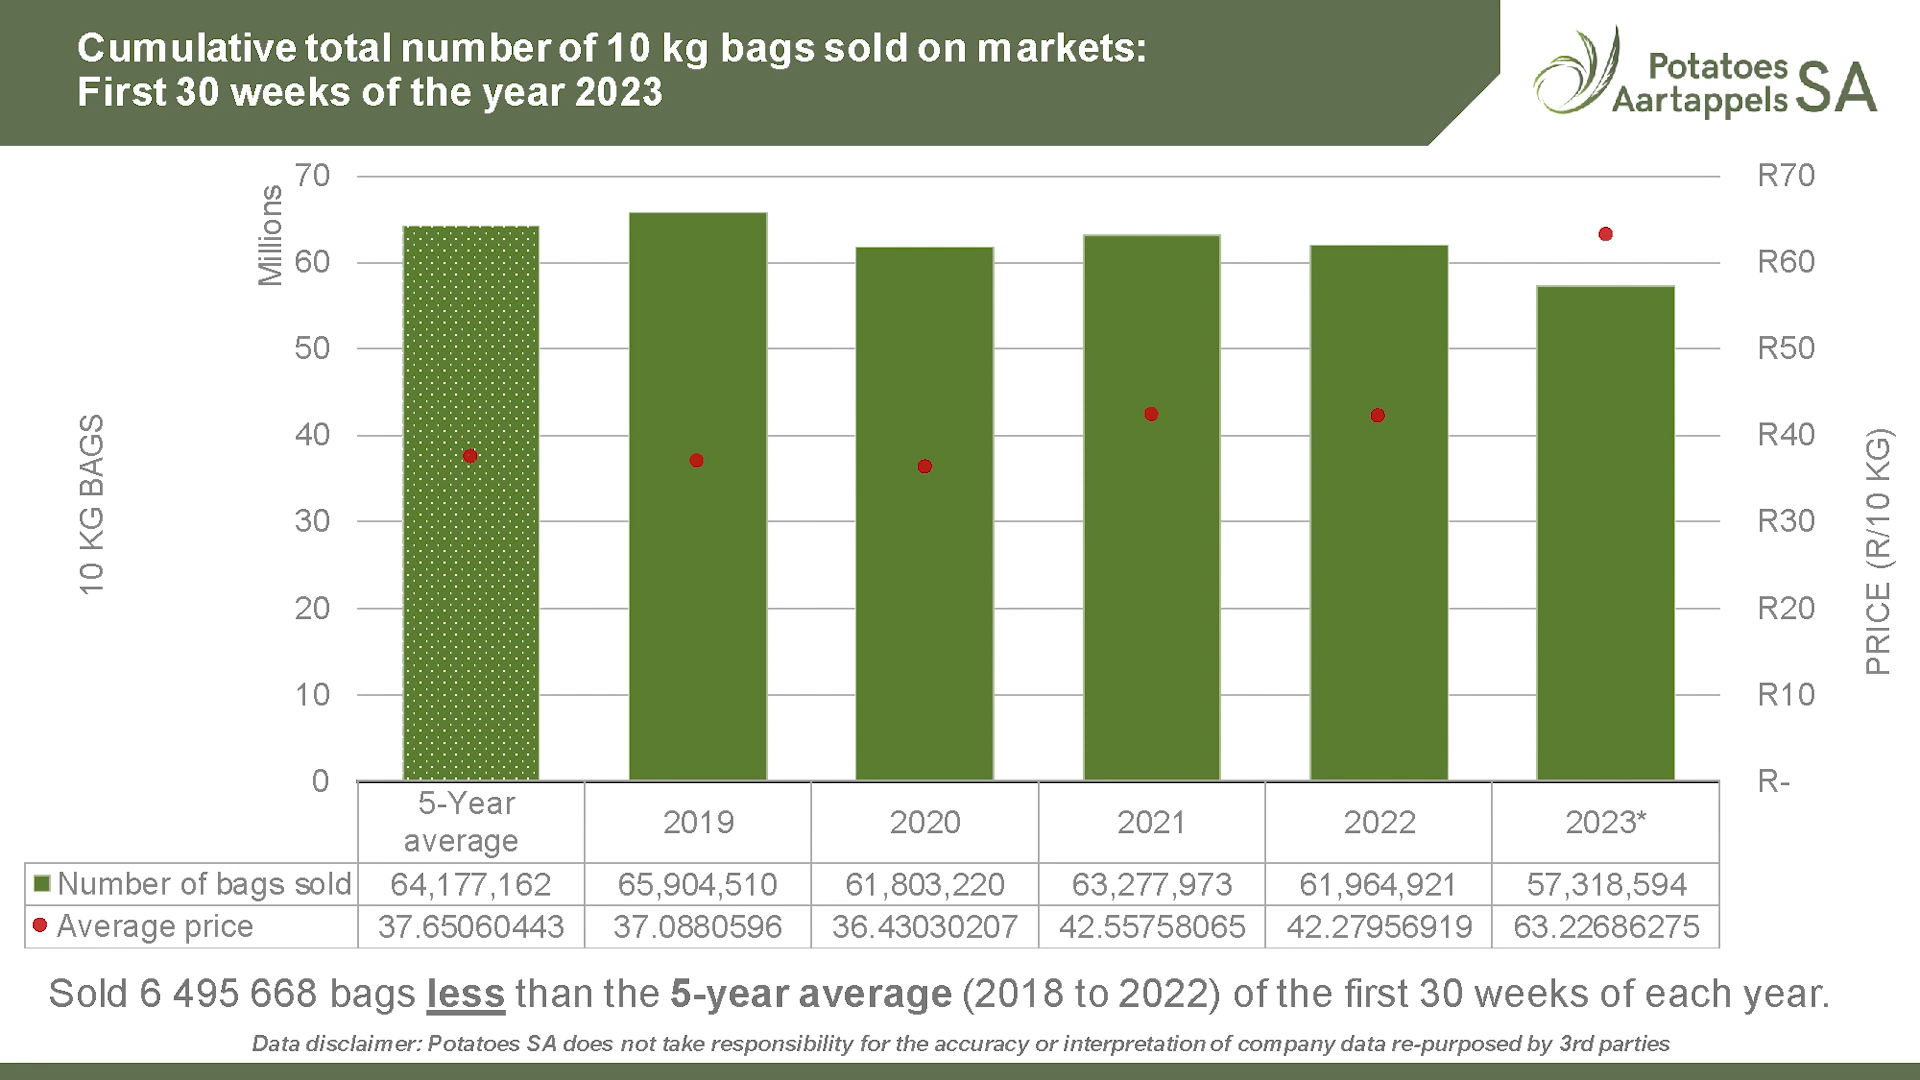 Cumulative total number of 10 kg bags sold on markets:
First 30 weeks of the year 2023
Potatoes
Aartappels SA
Millions
10 KG BAGS
70
60
50
40
30
20
10
0
R70
R60
R50
R40
R30
R20
R10
R-
PRICE (R/10 KG)
5-Year average 2019 2020 2021 2022 2023*
Number of bags sold 64,177,162 65,904,510 61,803,220 63,277,973 61,964,921 57,318,594
Average price 37.65060443 37.0880596 36.43030207 42.55758065 42.27956919 63.22686275
Sold 6 495 668 bags less than the 5-year average (2018 to 2022) of the first 30 weeks of each year.
Data disclaimer: Potatoes SA does not take responsibility for the accuracy or interpretation of company data re-purposed by 3rd parties